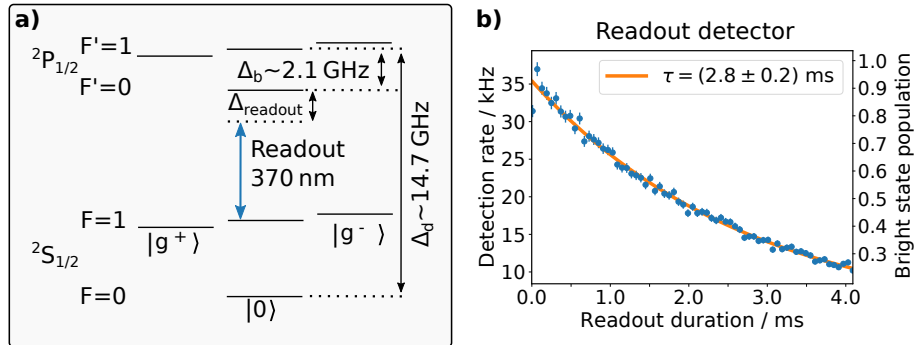 a)
²P₁/₂
F'=1
F'=0
Δb~2.1 GHz
Δreadout
Readout
370 nm
Δd~14.7 GHz
²S₁/₂
F=1
|g⁺⟩
|g⁻⟩
F=0
|0⟩
b)
Readout detector
τ = (2.8 ± 0.2) ms
Detection rate / kHz
35
30
25
20
15
10
Bright state population
1.0
0.9
0.8
0.7
0.6
0.5
0.4
0.3
0.0 1.0 2.0 3.0 4.0
Readout duration / ms